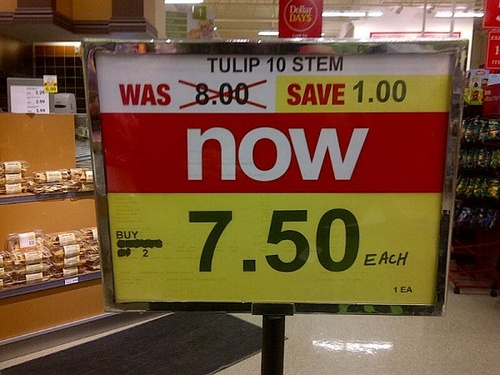 Dollar
DAYS
TULIP 10 STEM
WAS 8.00 SAVE 1.00
now
BUY
2
7.50 EACH
1 EA